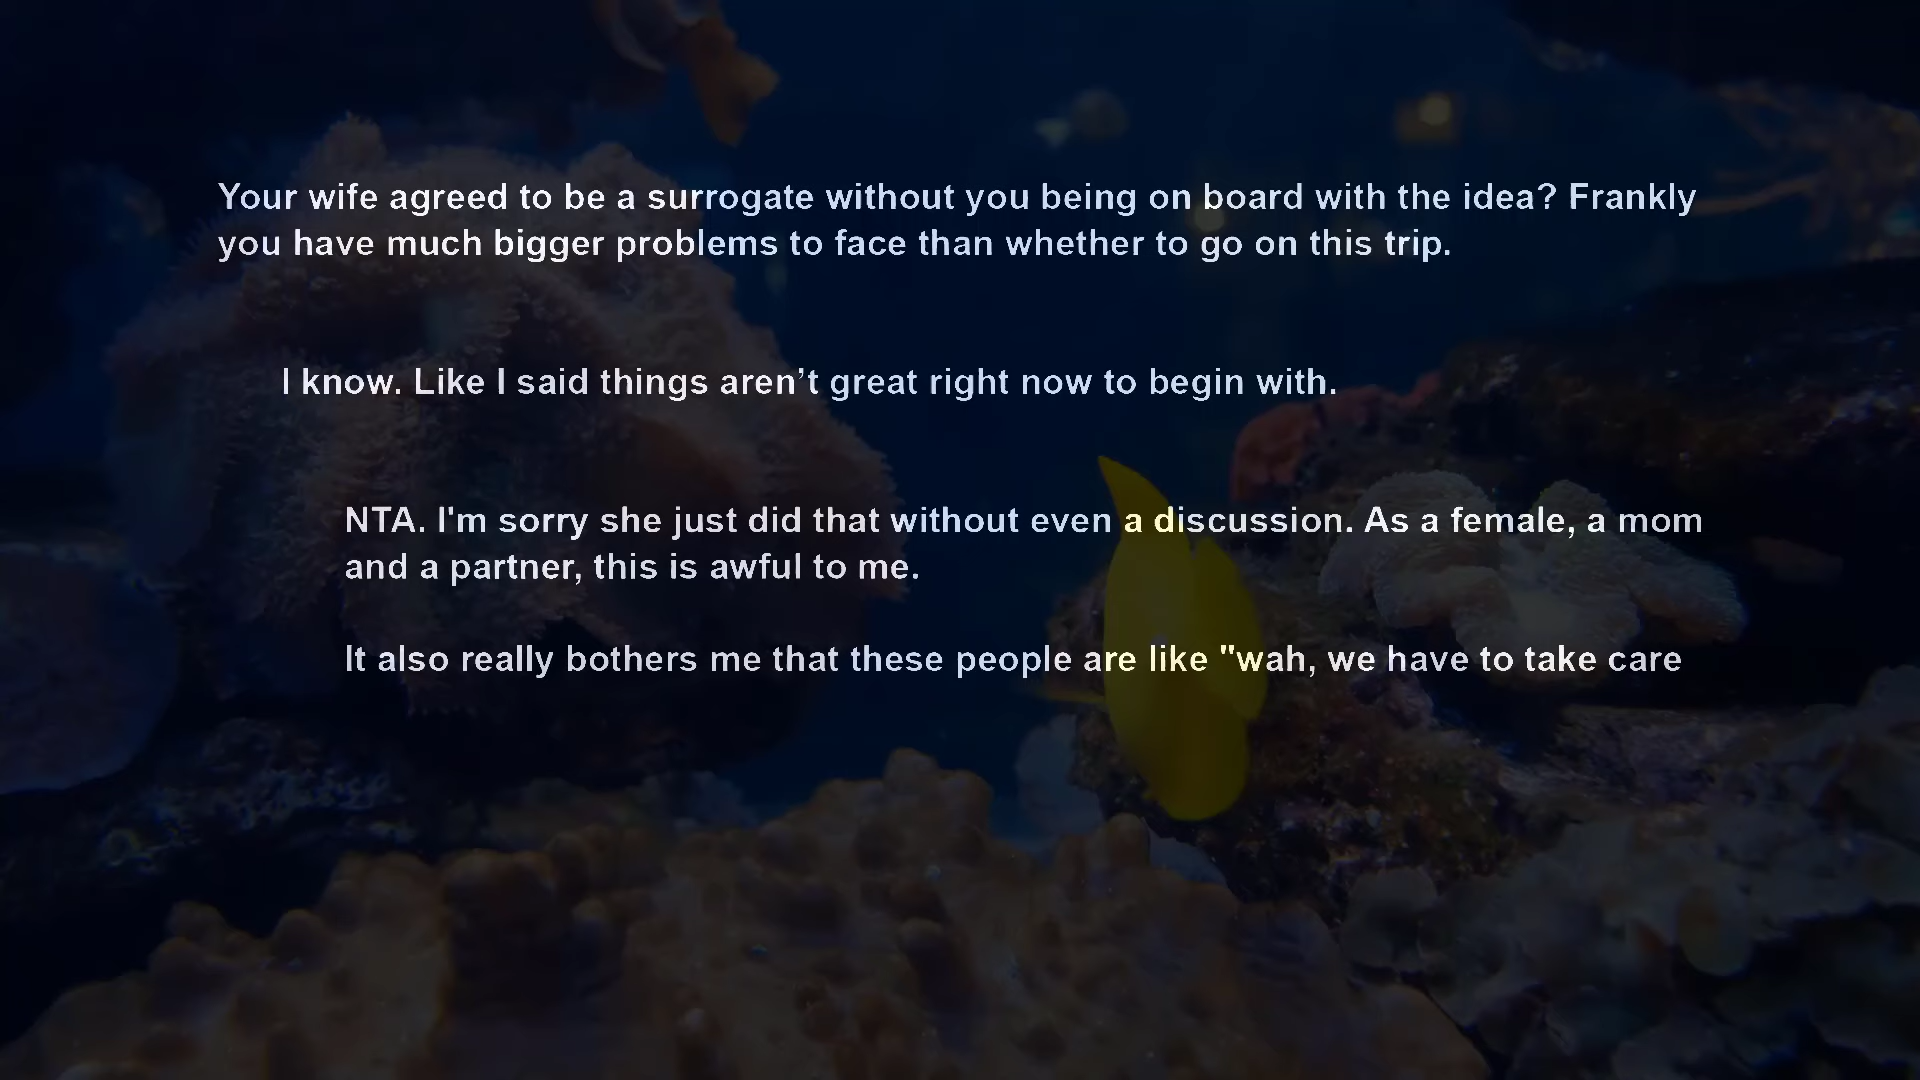 Your wife agreed to be a surrogate without you being on board with the idea? Frankly
you have much bigger problems to face than whether to go on this trip.
I know. Like I said things aren’t great right now to begin with.
NTA. I'm sorry she just did that without even a discussion. As a female, a mom
and a partner, this is awful to me.
It also really bothers me that these people are like "wah, we have to take care